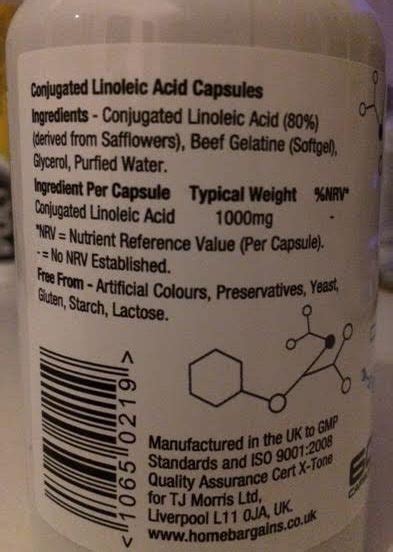 Conjugated Linoleic Acid Capsules
Ingredients - Conjugated Linoleic Acid (80%)
(derived from Safflowers), Beef Gelatine (Softgel),
Glycerol, Purfied Water.
Ingredient Per Capsule Typical Weight %NRV*
Conjugated Linoleic Acid 1000mg -
*NRV = Nutrient Reference Value (Per Capsule).
- = No NRV Established.
Free From - Artificial Colours, Preservatives, Yeast,
Gluten, Starch, Lactose.
<10650219>
Manufactured in the UK to GMP
Standards and ISO 9001:2008
Quality Assurance Cert X-Tone
for TJ Morris Ltd,
Liverpool L11 0JA, UK.
www.homebargains.co.uk